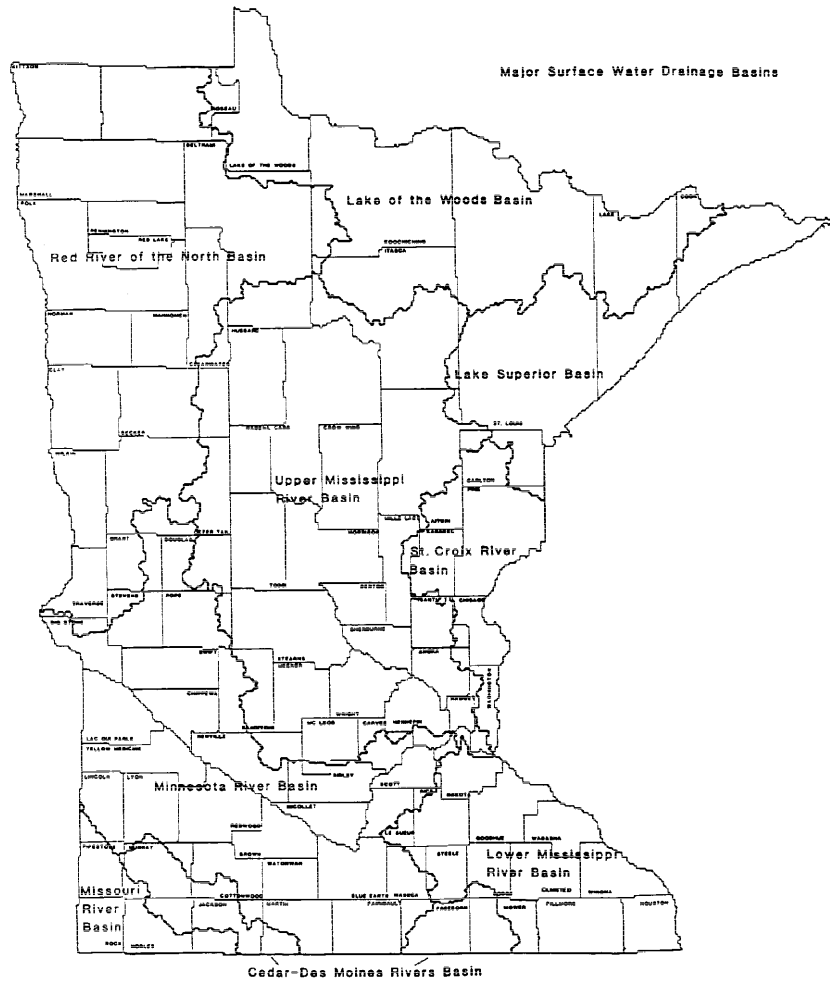 Major Surface Water Drainage Basins
KITTSON
ROSEAU
BELTRAMI
LAKE OF THE WOODS
MARSHALL
POLK
Lake of the Woods Basin
LAKE
COOK
PENNINGTON
RED LAKE
KOOCHICHING
ITASCA
Red River of the North Basin
NORMAN
MAHNOMEN
HUBBARD
CLAY
CLEARWATER
Lake Superior Basin
BECKER
WADENA CASS
CROW WING
ST. LOUIS
CARLTON
PINE
Upper Mississippi
River Basin
OTTER TAIL
MORRISON
MILLE LACS
AITKIN
KANABEC
GRANT
DOUGLAS
St. Croix River
Basin
TODD
BENTON
STEVENS
POPE
TRAVERSE
BIG STONE
ISANTI
CHISAGO
SHERBURNE
SWIFT
STEARNS
MEEKER
ANOKA
WASHINGTON
CHIPPEWA
RAMSEY
WRIGHT
KANDIYOHI
MC LEOD
CARVER
HENNEPIN
RENVILLE
LAC QUI PARLE
YELLOW MEDICINE
SIBLEY
LINCOLN
LYON
Minnesota River Basin
SCOTT
RICE
DAKOTA
NICOLLET
REDWOOD
LE SUEUR
GOODHUE
WABASHA
PIPESTONE
MURRAY
BROWN
WATONWAN
STEELE
Lower Mississippi
River Basin
Missouri
River
Basin
COTTONWOOD
BLUE EARTH
WASECA
DODGE
OLMSTED
WINONA
JACKSON
MARTIN
FARIBAULT
FREEBORN
MOWER
FILLMORE
HOUSTON
ROCK
NOBLES
Cedar-Des Moines Rivers Basin